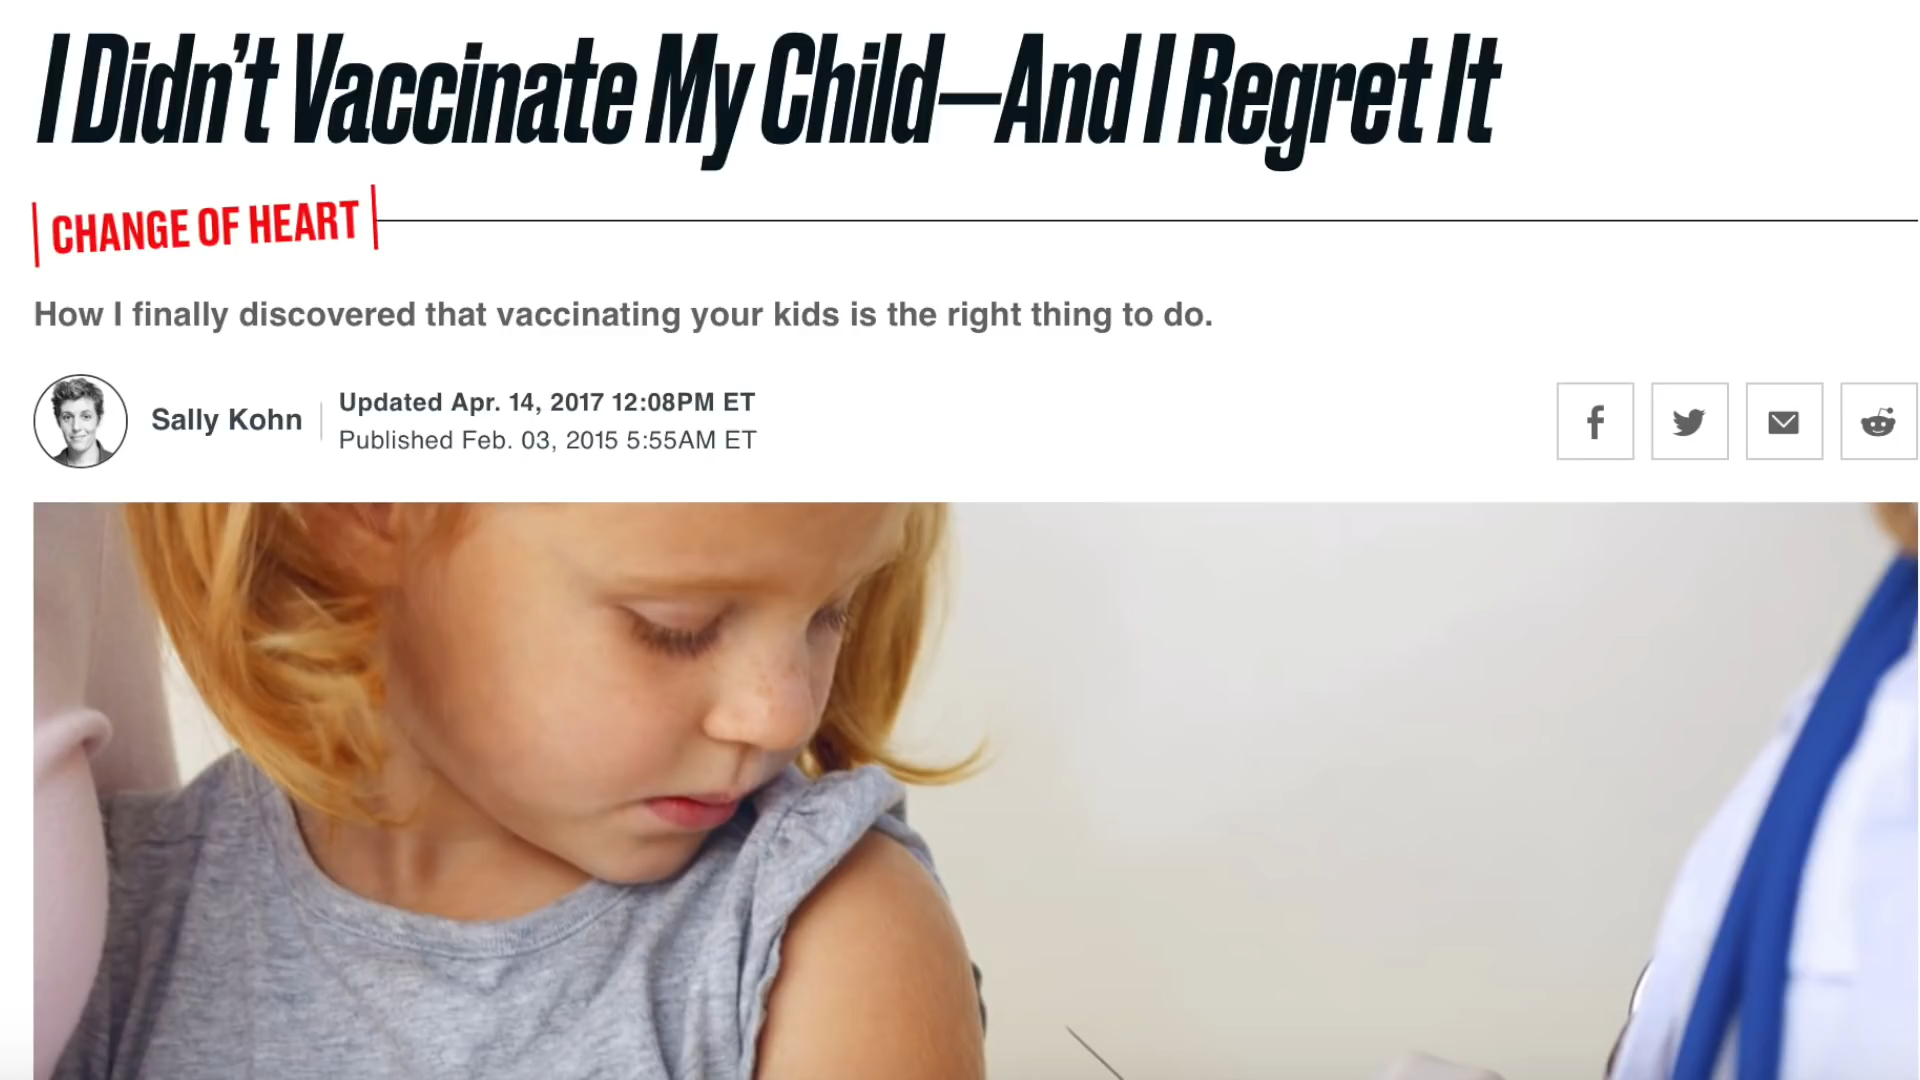 I Didn't Vaccinate My Child—And I Regret It
CHANGE OF HEART
How I finally discovered that vaccinating your kids is the right thing to do.
Sally Kohn
Updated Apr. 14, 2017 12:08PM ET
Published Feb. 03, 2015 5:55AM ET